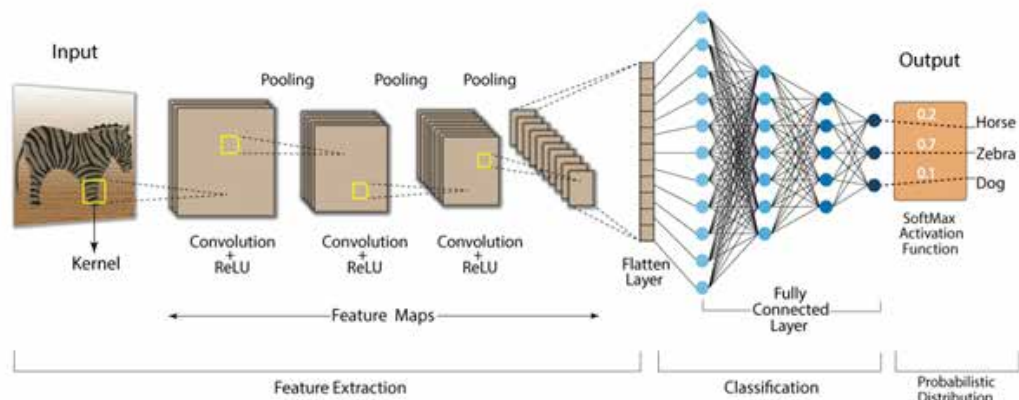 Input
Output
Pooling
Pooling
Pooling
0.2
Horse
0.7
Zebra
0.1
Dog
Kernel
Convolution
+
ReLU
Convolution
+
ReLU
Convolution
+
ReLU
Flatten
Layer
SoftMax
Activation
Function
Fully
Connected
Layer
Feature Maps
Feature Extraction
Classification
Probabilistic
Distribution